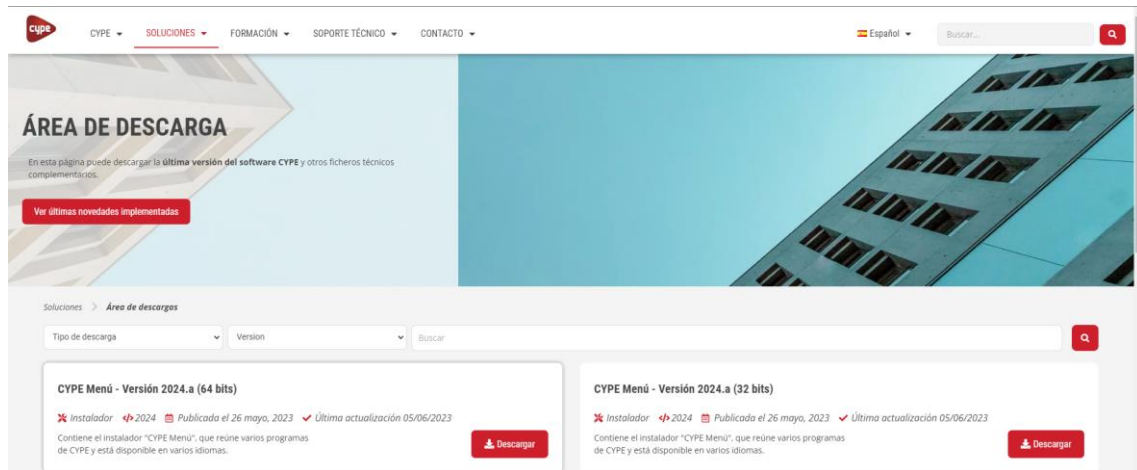 cype
CYPE SOLUCIONES FORMACIÓN SOPORTE TÉCNICO CONTACTO Español Buscar...
ÁREA DE DESCARGA
En esta página puede descargar la última versión del software CYPE y otros ficheros técnicos
complementarios.
Ver últimas novedades implementadas
Soluciones > Área de descargas
Tipo de descarga Version Buscar
CYPE Menú - Versión 2024.a (64 bits)
Instalador 2024 Publicada el 26 mayo, 2023 Última actualización 05/06/2023
Contiene el instalador "CYPE Menú", que reúne varios programas
de CYPE y está disponible en varios idiomas.
Descargar
CYPE Menú - Versión 2024.a (32 bits)
Instalador 2024 Publicada el 26 mayo, 2023 Última actualización 05/06/2023
Contiene el instalador "CYPE Menú", que reúne varios programas
de CYPE y está disponible en varios idiomas.
Descargar